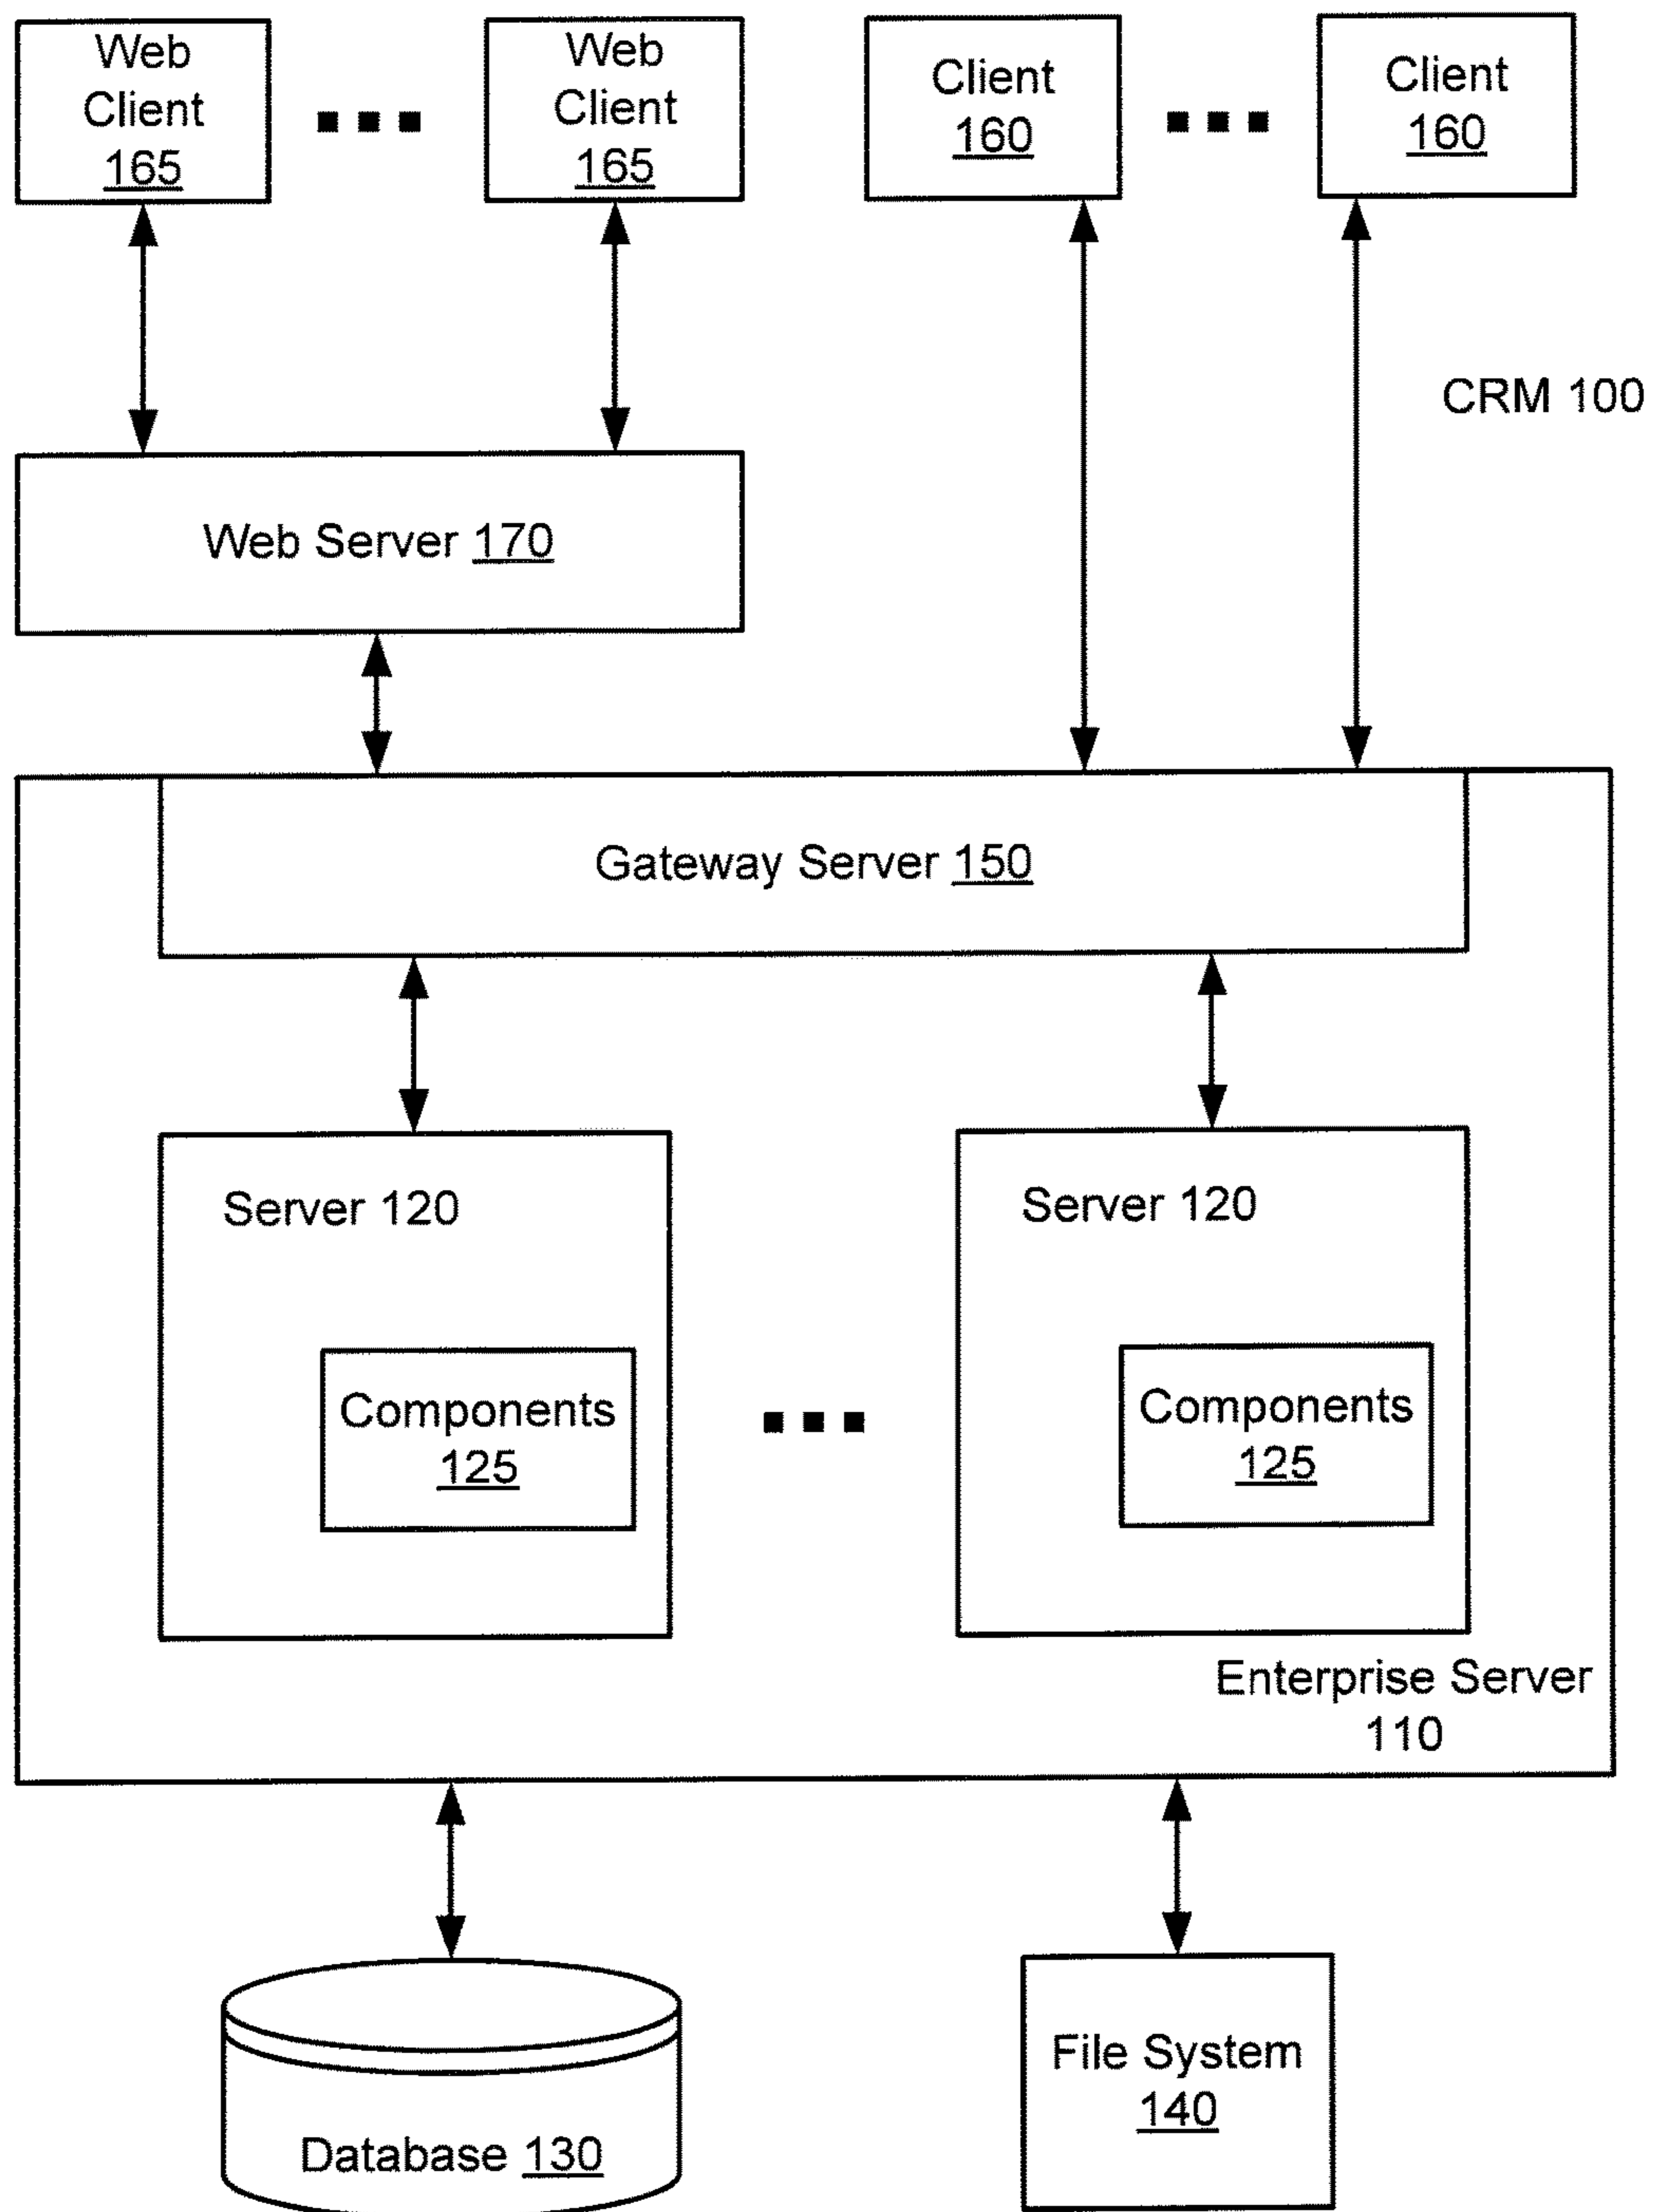 Web
Client
165
Web
Client
165
Client
160
Client
160
CRM 100
Web Server 170
Gateway Server 150
Server 120
Components
125
Server 120
Components
125
Enterprise Server
110
Database 130
File System
140